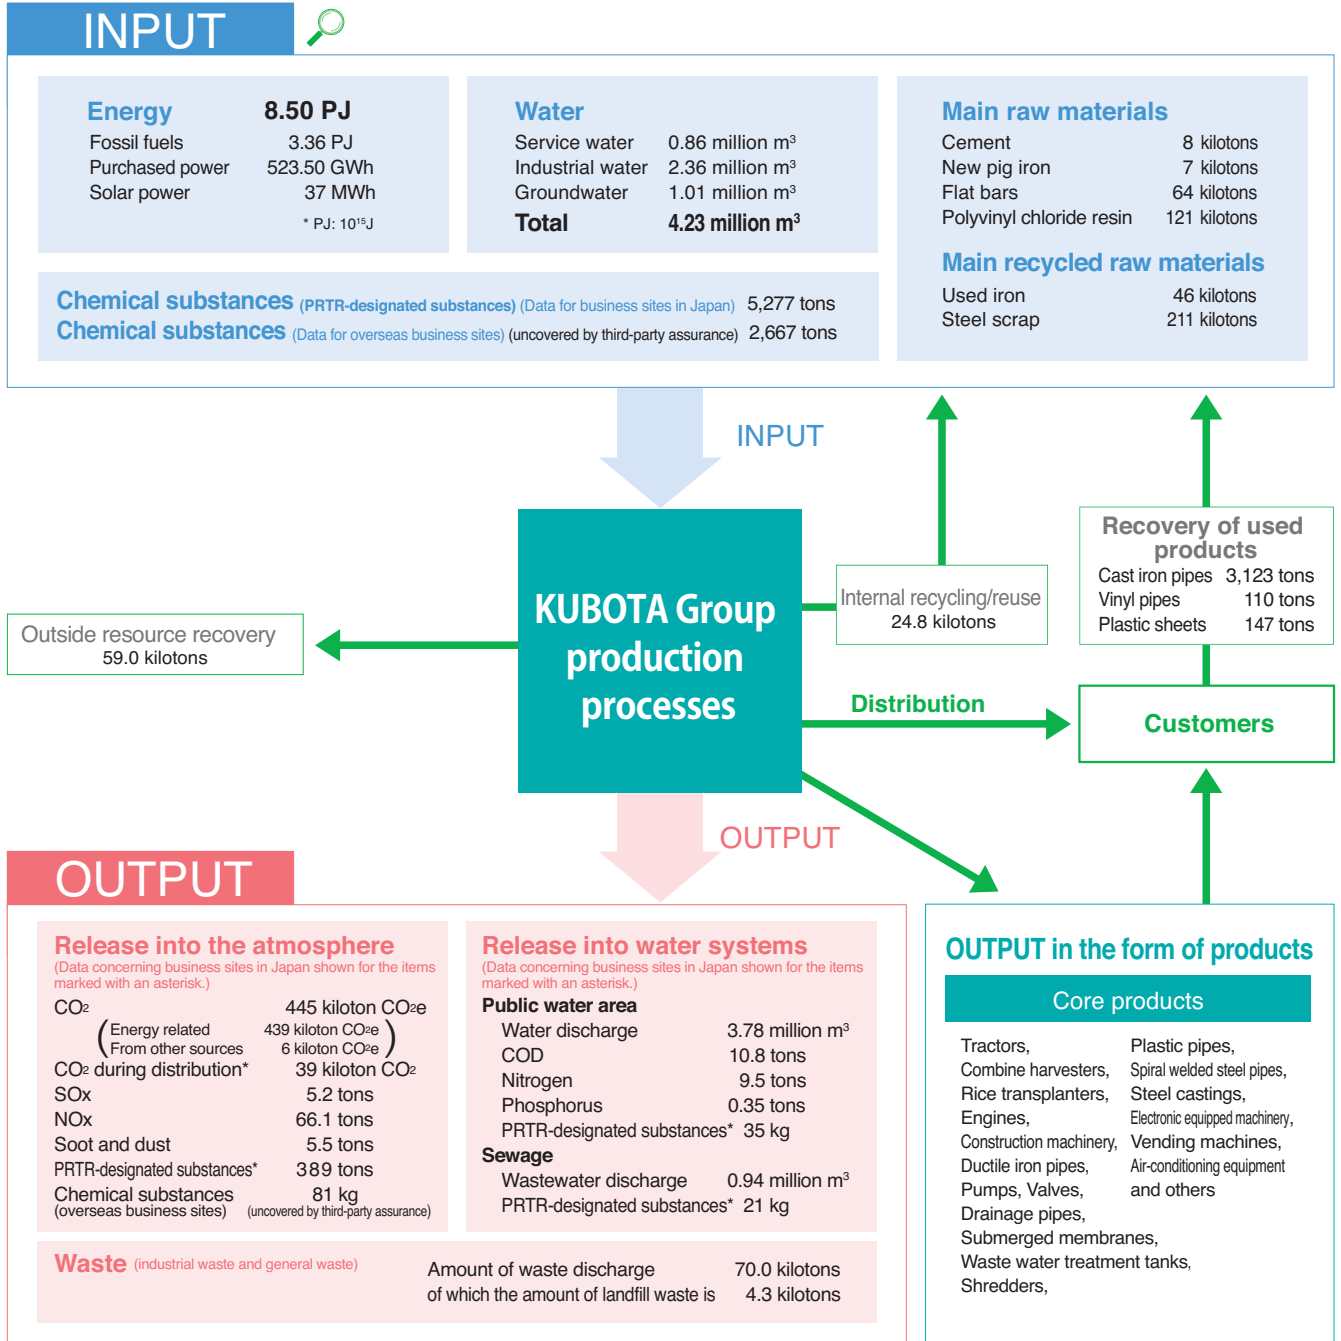 INPUT
Energy 8.50 PJ
Fossil fuels 3.36 PJ
Purchased power 523.50 GWh
Solar power 37 MWh
* PJ: 10¹⁵J
Water
Service water 0.86 million m³
Industrial water 2.36 million m³
Groundwater 1.01 million m³
Total 4.23 million m³
Chemical substances (PRTR-designated substances) (Data for business sites in Japan) 5,277 tons
Chemical substances (Data for overseas business sites) (uncovered by third-party assurance) 2,667 tons
Main raw materials
Cement 8 kilotons
New pig iron 7 kilotons
Flat bars 64 kilotons
Polyvinyl chloride resin 121 kilotons
Main recycled raw materials
Used iron 46 kilotons
Steel scrap 211 kilotons
INPUT
KUBOTA Group
production
processes
Outside resource recovery
59.0 kilotons
Internal recycling/reuse
24.8 kilotons
Recovery of used
products
Cast iron pipes 3,123 tons
Vinyl pipes 110 tons
Plastic sheets 147 tons
Distribution
Customers
OUTPUT
OUTPUT
Release into the atmosphere
(Data concerning business sites in Japan shown for the items
marked with an asterisk.)
CO₂ 445 kiloton CO₂e
(Energy related 439 kiloton CO₂e
From other sources 6 kiloton CO₂e)
CO₂ during distribution* 39 kiloton CO₂
SOx 5.2 tons
NOx 66.1 tons
Soot and dust 5.5 tons
PRTR-designated substances* 389 tons
Chemical substances 81 kg
(overseas business sites) (uncovered by third-party assurance)
Release into water systems
(Data concerning business sites in Japan shown for the items
marked with an asterisk.)
Public water area
Water discharge 3.78 million m³
COD 10.8 tons
Nitrogen 9.5 tons
Phosphorus 0.35 tons
PRTR-designated substances* 35 kg
Sewage
Wastewater discharge 0.94 million m³
PRTR-designated substances* 21 kg
Waste (industrial waste and general waste)
Amount of waste discharge 70.0 kilotons
of which the amount of landfill waste is 4.3 kilotons
OUTPUT in the form of products
Core products
Tractors,
Combine harvesters,
Rice transplanters,
Engines,
Construction machinery,
Ductile iron pipes,
Pumps, Valves,
Drainage pipes,
Submerged membranes,
Waste water treatment tanks,
Shredders,
Plastic pipes,
Spiral welded steel pipes,
Steel castings,
Electronic equipped machinery,
Vending machines,
Air-conditioning equipment
and others